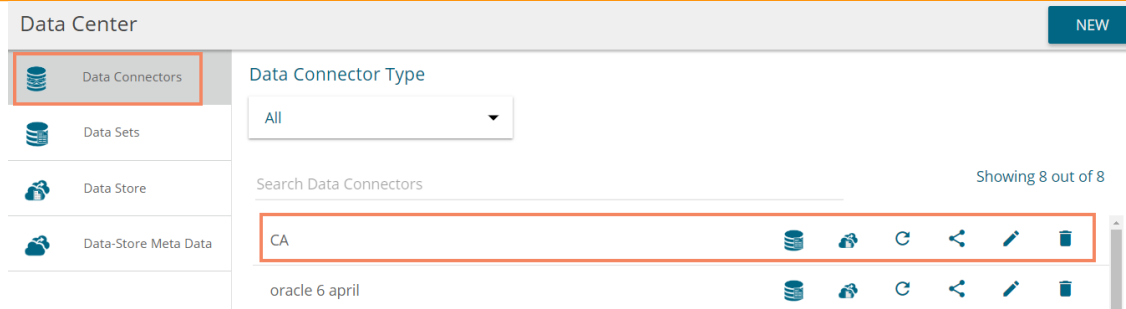 Data Center
NEW
Data Connectors
Data Sets
Data Store
Data-Store Meta Data
Data Connector Type
All
Search Data Connectors
Showing 8 out of 8
CA
oracle 6 april